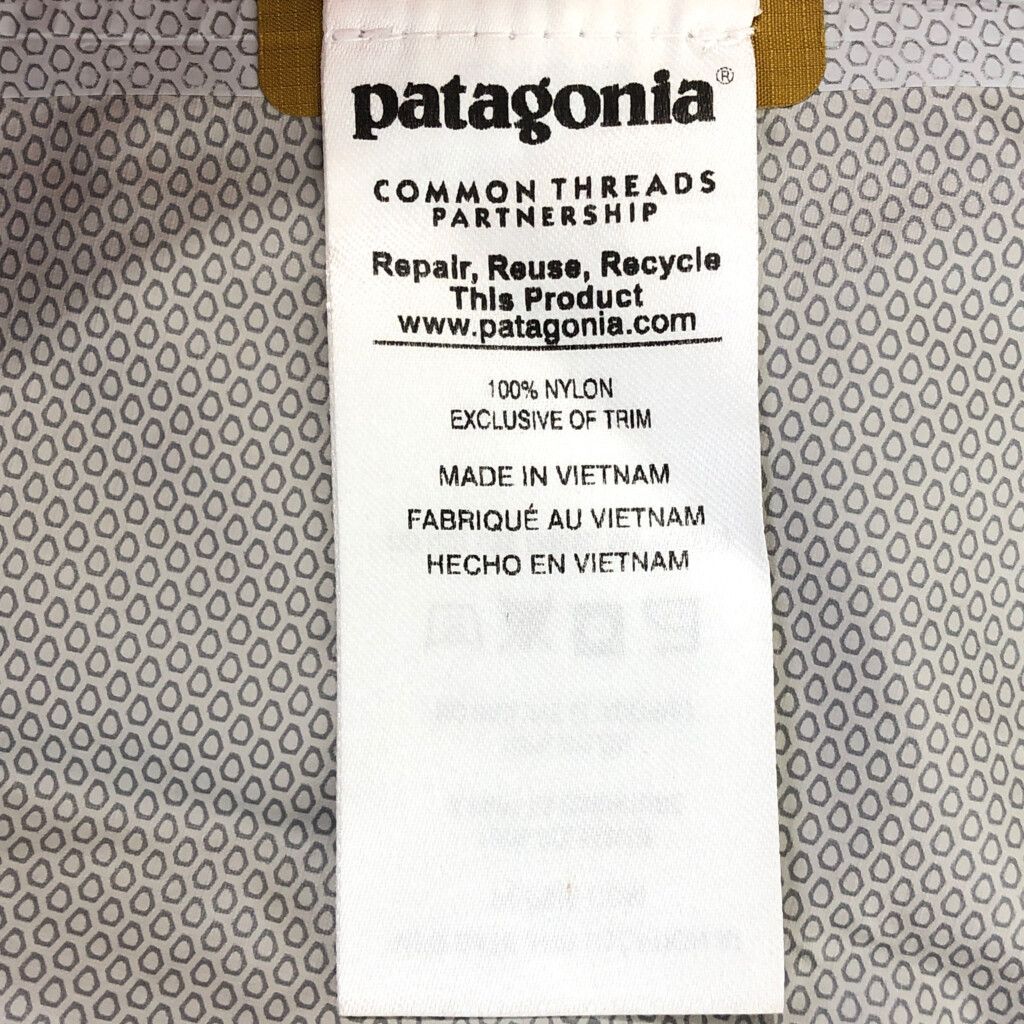 patagonia®
COMMON THREADS
PARTNERSHIP
Repair, Reuse, Recycle
This Product
www.patagonia.com
100% NYLON
EXCLUSIVE OF TRIM
MADE IN VIETNAM
FABRIQUÉ AU VIETNAM
HECHO EN VIETNAM